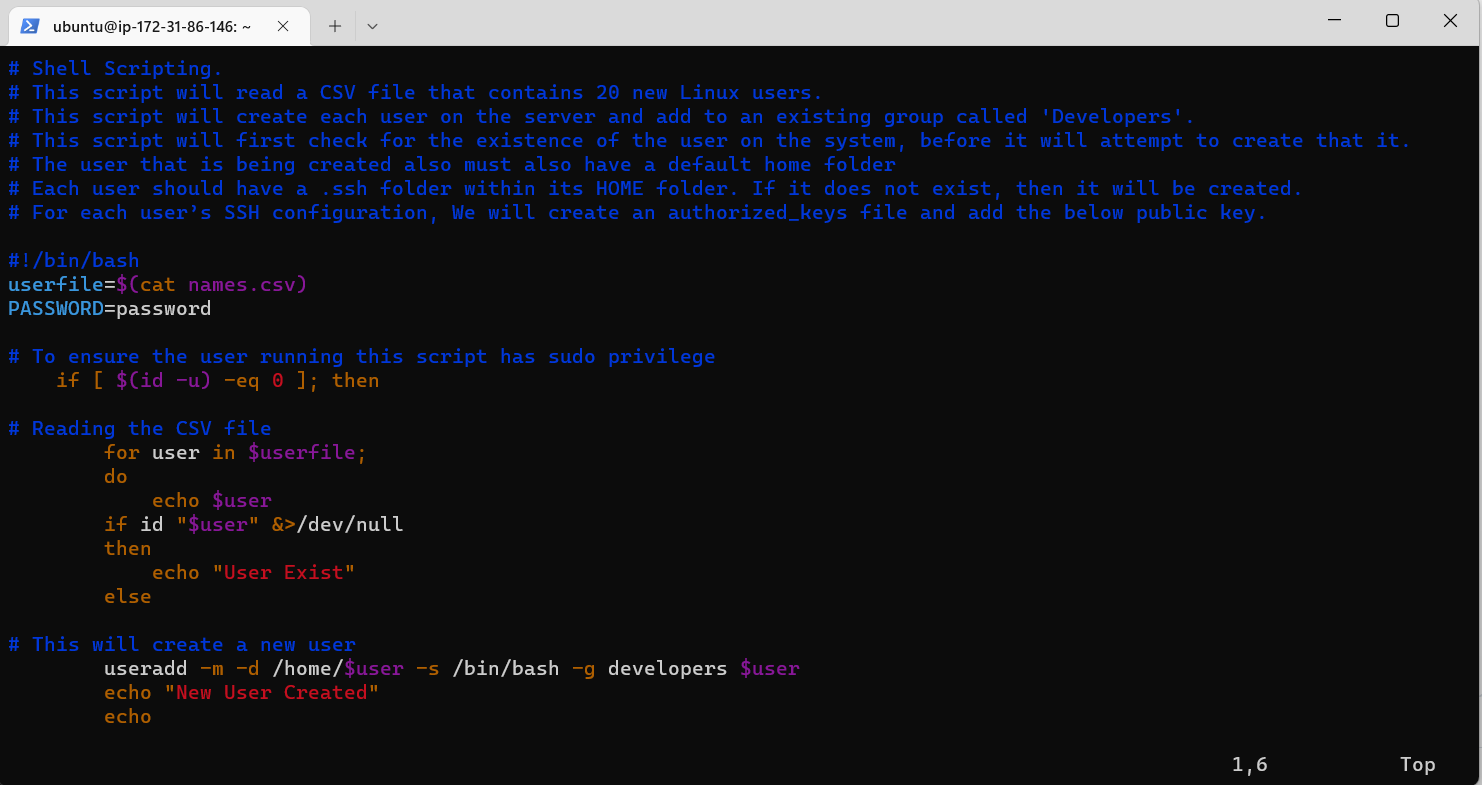 ubuntu@ip-172-31-86-146: ~
# Shell Scripting.
# This script will read a CSV file that contains 20 new Linux users.
# This script will create each user on the server and add to an existing group called 'Developers'.
# This script will first check for the existence of the user on the system, before it will attempt to create that it.
# The user that is being created also must also have a default home folder
# Each user should have a .ssh folder within its HOME folder. If it does not exist, then it will be created.
# For each user’s SSH configuration, We will create an authorized_keys file and add the below public key.

#!/bin/bash
userfile=$(cat names.csv)
PASSWORD=password

# To ensure the user running this script has sudo privilege
    if [ $(id -u) -eq 0 ]; then

# Reading the CSV file
        for user in $userfile;
        do
            echo $user
        if id "$user" &>/dev/null
        then
            echo "User Exist"
        else

# This will create a new user
        useradd -m -d /home/$user -s /bin/bash -g developers $user
        echo "New User Created"
        echo
1,6 Top